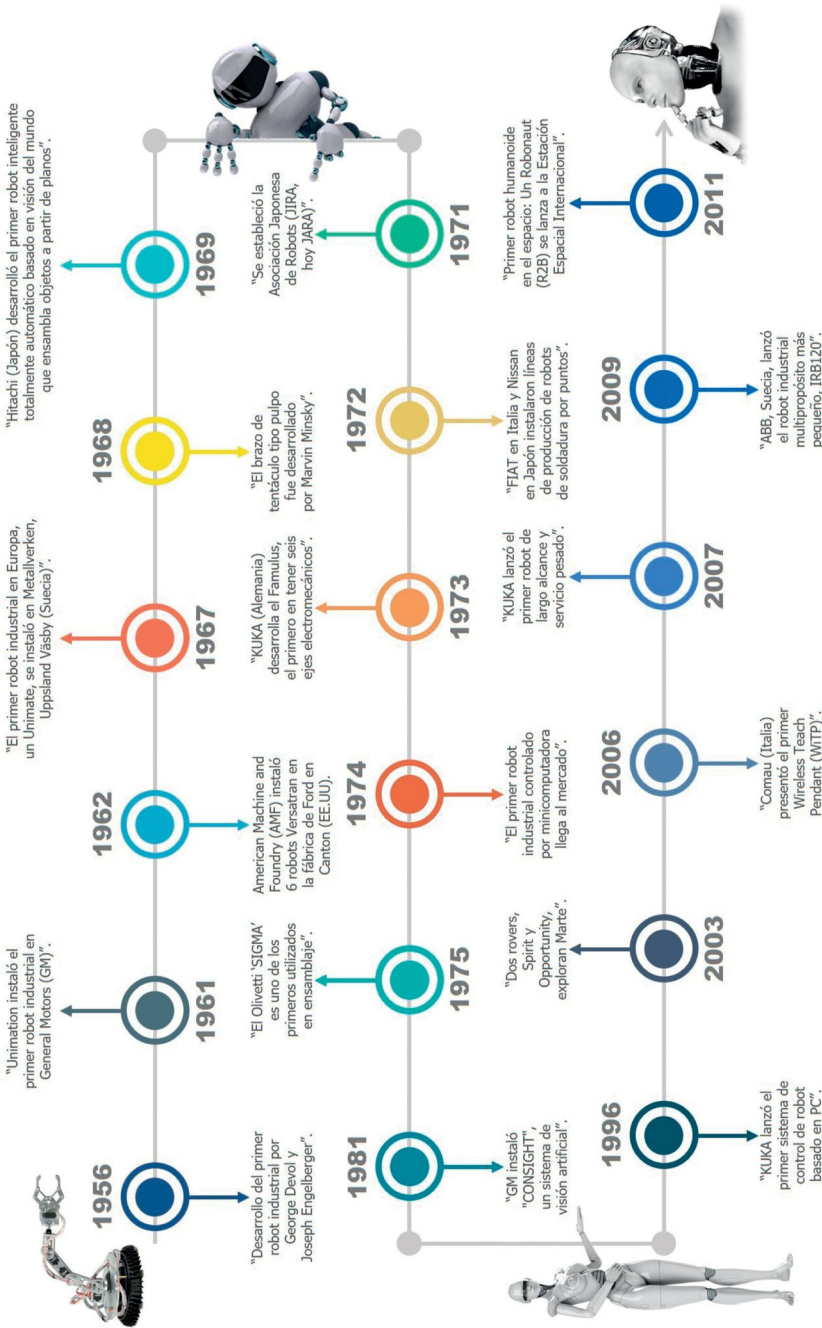 1956
"Desarrollo del primer
robot industrial por
George Devol y
Joseph Engelberger".
"Unimation instaló el
primer robot industrial en
General Motors (GM)".
1961
1962
American Machine and
Foundry (AMF) instaló
6 robots Versatran en
la fábrica de Ford en
Canton (EE.UU).
"El primer robot industrial en Europa,
un Unimate, se instaló en Metallverken,
Uppsland Väsby (Suecia)".
1967
1968
"El brazo de
tentáculo tipo pulpo
fue desarrollado
por Marvin Minsky".
"Hitachi (Japón) desarrolló el primer robot inteligente
totalmente automático basado en visión del mundo
que ensambla objetos a partir de planos".
1969
"Se estableció la
Asociación Japonesa
de Robots (JIRA,
hoy JARA)".
1971
1972
"FIAT en Italia y Nissan
en Japón instalaron líneas
de producción de robots
de soldadura por puntos".
"KUKA (Alemania)
desarrolla el Famulus,
el primero en tener seis
ejes electromecánicos".
1973
1974
"El primer robot
industrial controlado
por minicomputadora
llega al mercado".
"El Olivetti 'SIGMA'
es uno de los
primeros utilizados
en ensamblaje".
1975
1981
"GM instaló
"CONSIGHT",
un sistema de
visión artificial".
1996
"KUKA lanzó el
primer sistema de
control de robot
basado en PC".
"Dos rovers,
Spirit y
Opportunity,
exploran Marte".
2003
2006
"Comau (Italia)
presentó el primer
Wireless Teach
Pendant (WiTP)".
"KUKA lanzó el
primer robot de
largo alcance y
servicio pesado".
2007
2009
"ABB, Suecia, lanzó
el robot industrial
multipropósito más
pequeño, IRB120".
"Primer robot humanoide
en el espacio: Un Robonaut
(R2B) se lanza a la Estación
Espacial Internacional".
2011